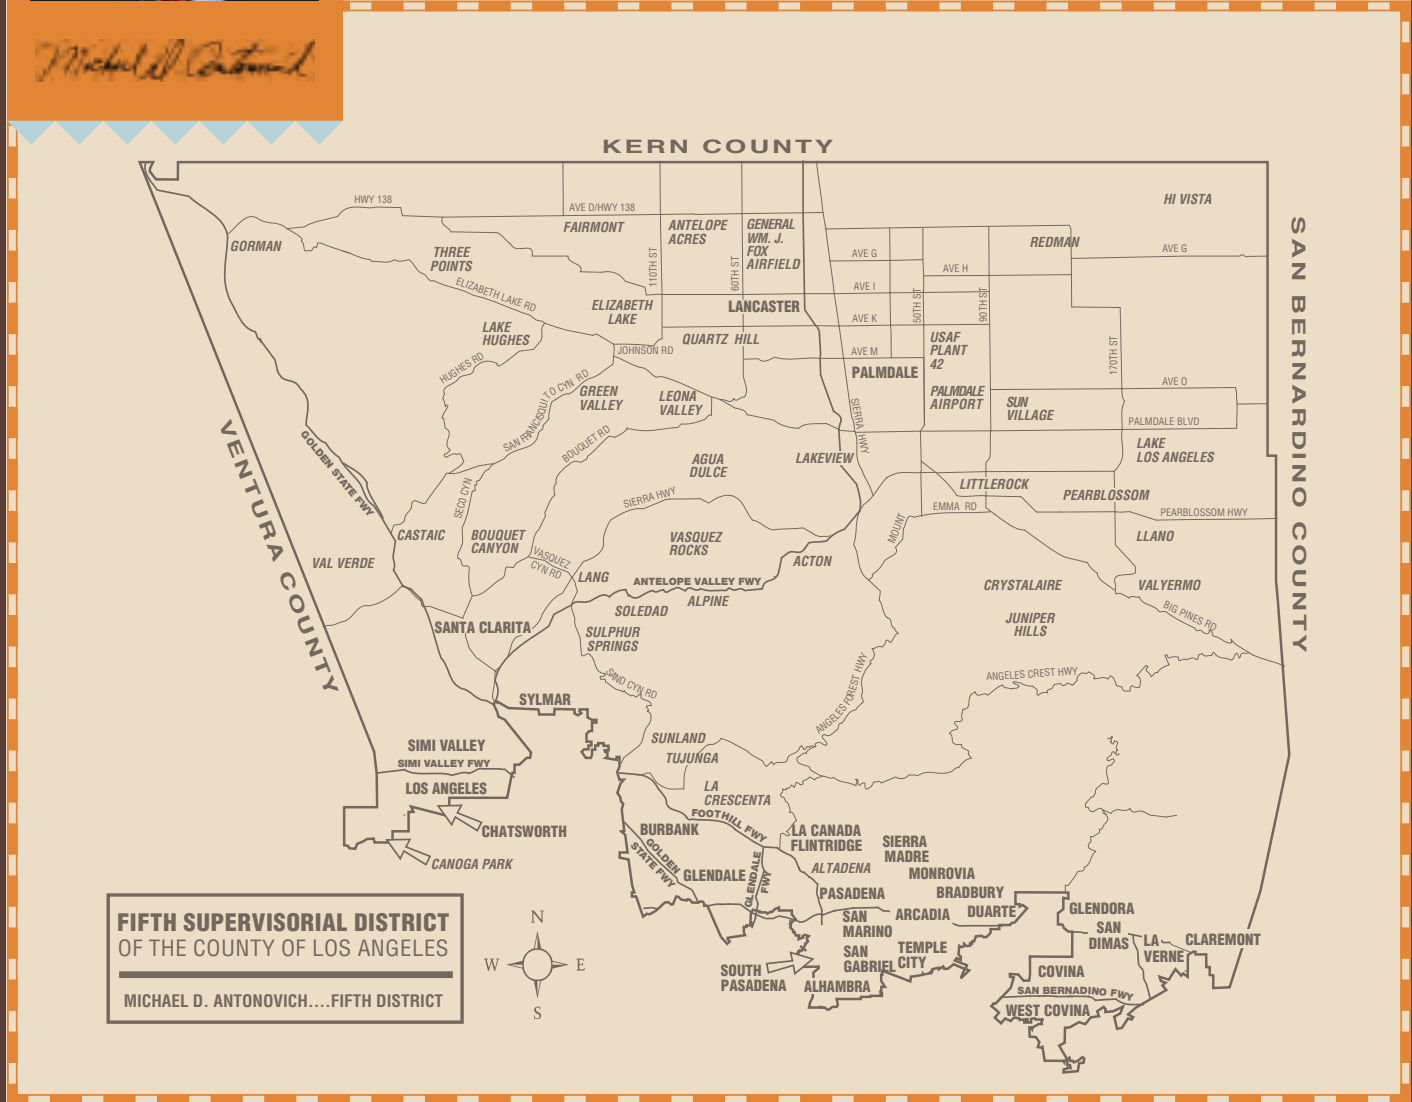 Michael D. Antonovich
KERN COUNTY
HWY 138
AVE D/HWY 138
HI VISTA
GORMAN
THREE
POINTS
FAIRMONT
ANTELOPE
ACRES
GENERAL
WM. J.
FOX
AIRFIELD
REDMAN
AVE G
AVE G
AVE H
AVE I
AVE K
AVE M
110TH ST
60TH ST
50TH ST
90TH ST
170TH ST
ELIZABETH LAKE RD
ELIZABETH
LAKE
LANCASTER
LAKE
HUGHES
HUGHES RD
QUARTZ HILL
JOHNSON RD
USAF
PLANT
42
PALMDALE
PALMDALE
AIRPORT
SUN
VILLAGE
AVE O
PALMDALE BLVD
SIERRA HWY
SAN FRANCISQUITO CYN RD
GREEN
VALLEY
LEONA
VALLEY
BOUQUET RD
AGUA
DULCE
LAKEVIEW
LAKE
LOS ANGELES
GOLDEN STATE FWY
VENTURA COUNTY
SAN BERNARDINO COUNTY
SECO CYN
SIERRA HWY
LITTLEROCK
PEARBLOSSOM
EMMA RD
PEARBLOSSOM HWY
MOUNT
CASTAIC
BOUQUET
CANYON
VASQUEZ
ROCKS
LLANO
VAL VERDE
VASQUEZ
CYN RD
LANG
ANTELOPE VALLEY FWY
ACTON
CRYSTALAIRE
VALYERMO
ALPINE
SOLEDAD
BIG PINES RD
SANTA CLARITA
SULPHUR
SPRINGS
JUNIPER
HILLS
SAND CYN RD
ANGELES FOREST HWY
ANGELES CREST HWY
SYLMAR
SIMI VALLEY
SIMI VALLEY FWY
LOS ANGELES
SUNLAND
TUJUNGA
LA
CRESCENTA
CHATSWORTH
CANOGA PARK
FOOTHILL FWY
BURBANK
GOLDEN
STATE FWY
GLENDALE
GLENDALE
FWY
LA CANADA
FLINTRIDGE
ALTADENA
SIERRA
MADRE
MONROVIA
PASADENA
BRADBURY
ARCADIA
DUARTE
SAN
MARINO
SAN
GABRIEL
TEMPLE
CITY
SOUTH
PASADENA
ALHAMBRA
GLENDORA
SAN
DIMAS
LA
VERNE
CLAREMONT
COVINA
SAN BERNADINO FWY
WEST COVINA
FIFTH SUPERVISORIAL DISTRICT
OF THE COUNTY OF LOS ANGELES
MICHAEL D. ANTONOVICH....FIFTH DISTRICT
N
W
E
S